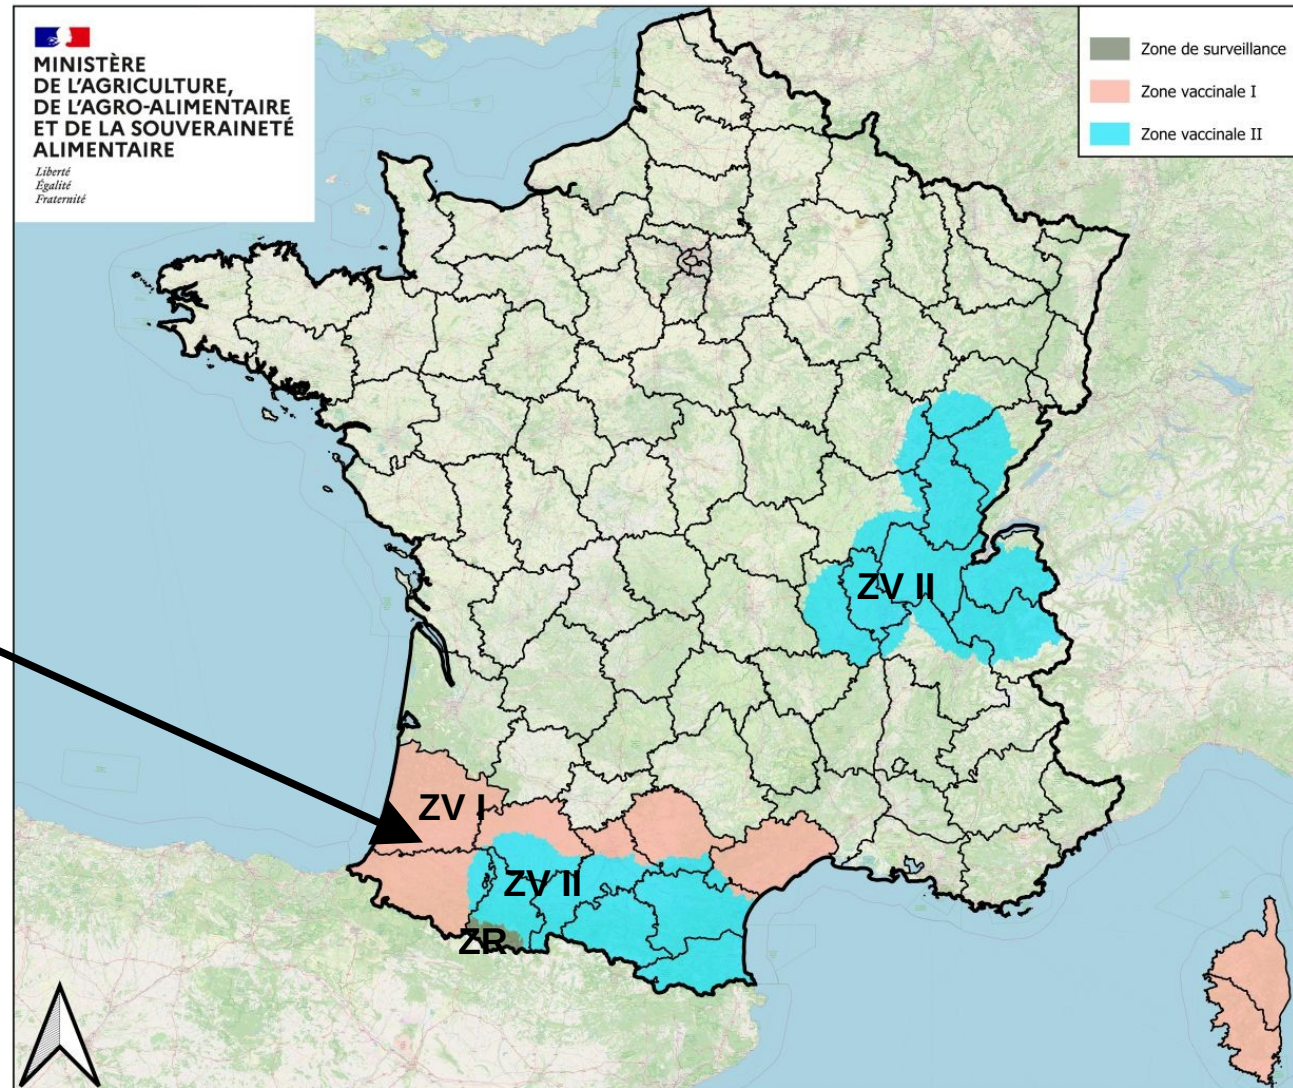 MINISTÈRE
DE L'AGRICULTURE,
DE L'AGRO-ALIMENTAIRE
ET DE LA SOUVERAINETÉ
ALIMENTAIRE
Liberté
Égalité
Fraternité
Zone de surveillance
Zone vaccinale I
Zone vaccinale II
ZV II
ZV I
ZV II
ZR